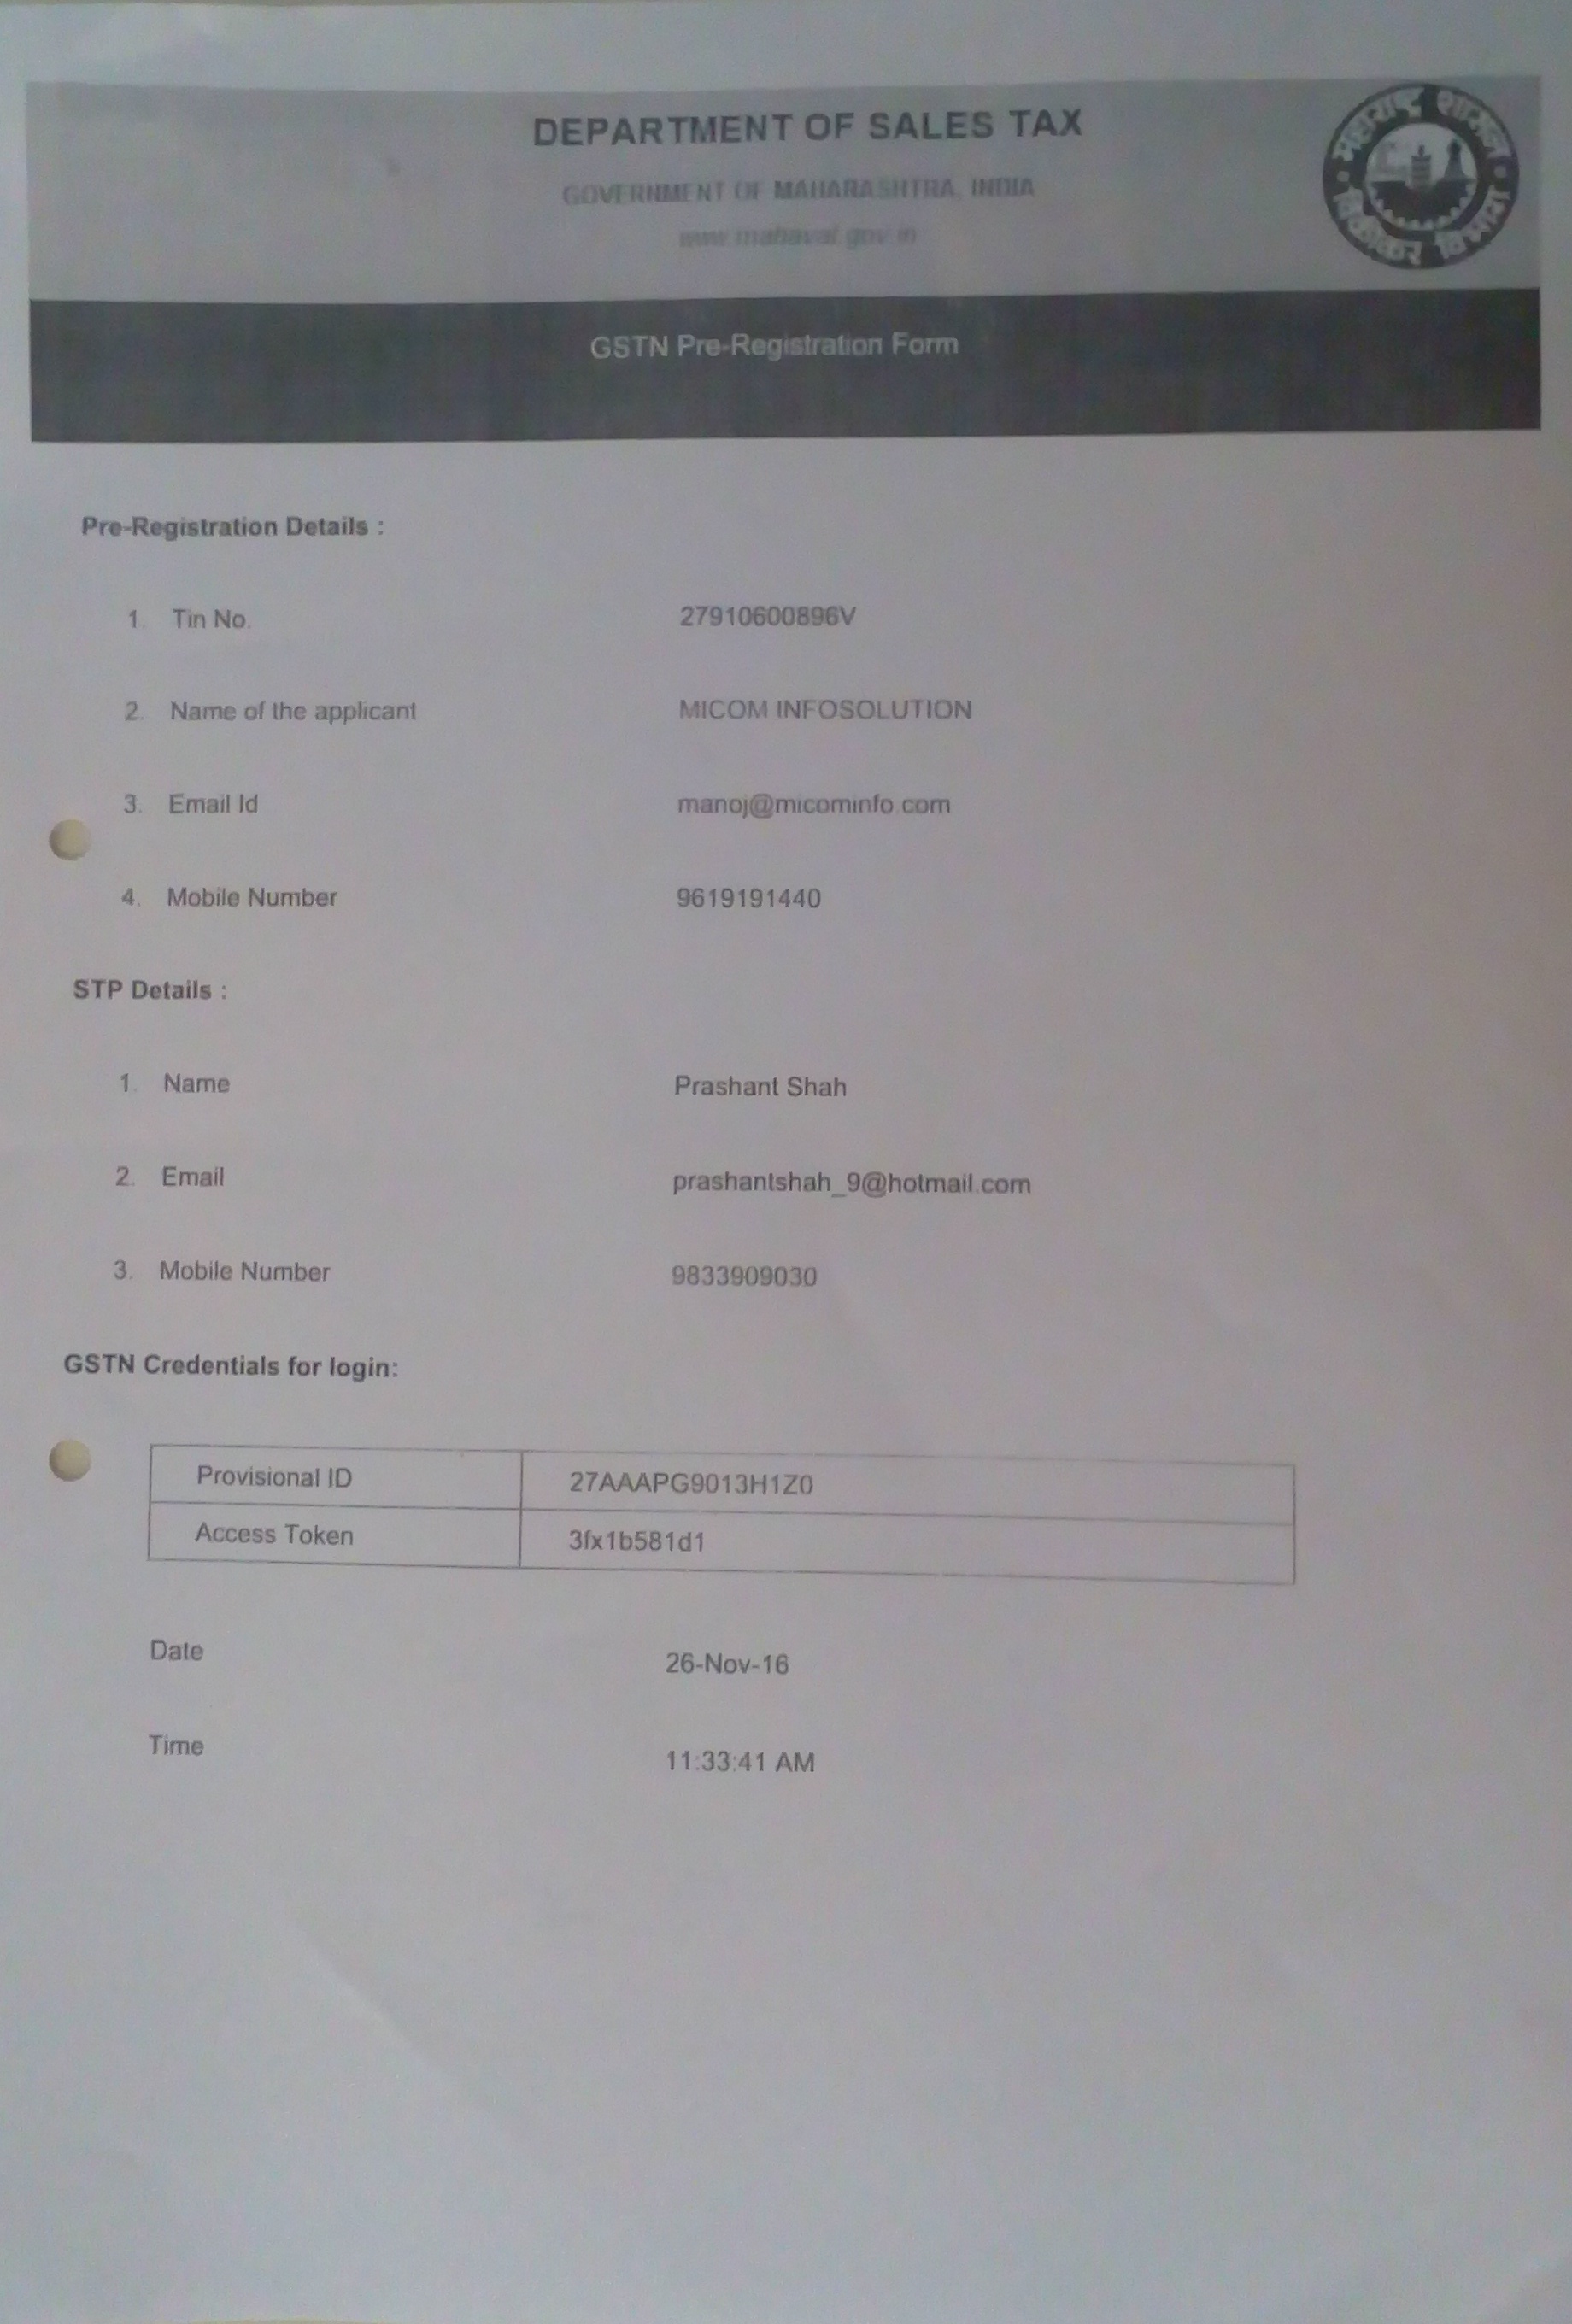 DEPARTMENT OF SALES TAX
GOVERNMENT OF MAHARASHTRA, INDIA
www.mahavat.gov.in
महाराष्ट्र शासन
विक्रीकर विभाग
GSTN Pre-Registration Form
Pre-Registration Details :
1. Tin No. 27910600896V
2. Name of the applicant MICOM INFOSOLUTION
3. Email Id manoj@micominfo.com
4. Mobile Number 9619191440
STP Details :
1. Name Prashant Shah
2. Email prashantshah_9@hotmail.com
3. Mobile Number 9833909030
GSTN Credentials for login:
Provisional ID 27AAAPG9013H1Z0
Access Token 3fx1b581d1
Date 26-Nov-16
Time 11:33:41 AM